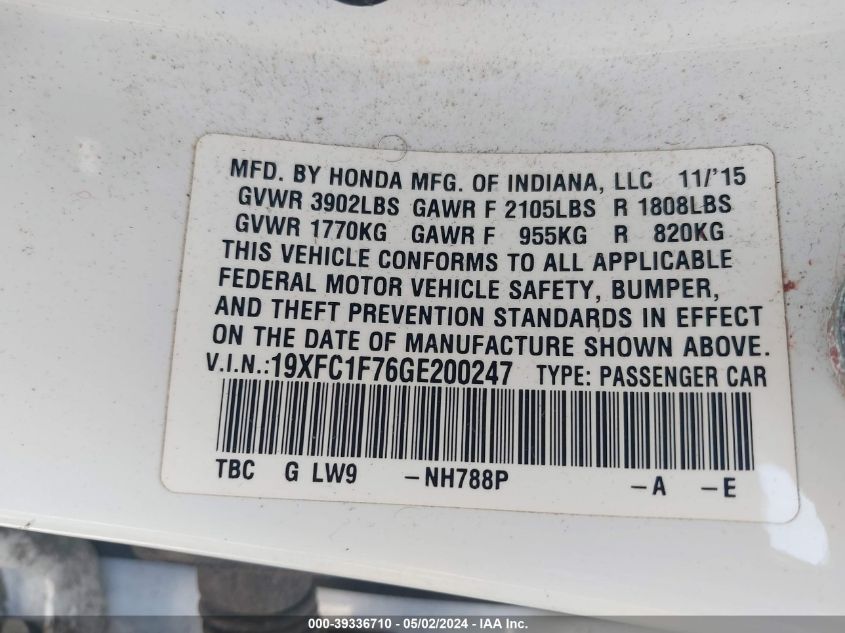 MFD. BY HONDA MFG. OF INDIANA, LLC 11/'15
GVWR 3902LBS GAWR F 2105LBS R 1808LBS
GVWR 1770KG GAWR F 955KG R 820KG
THIS VEHICLE CONFORMS TO ALL APPLICABLE
FEDERAL MOTOR VEHICLE SAFETY, BUMPER,
AND THEFT PREVENTION STANDARDS IN EFFECT
ON THE DATE OF MANUFACTURE SHOWN ABOVE.
V.I.N.:19XFC1F76GE200247 TYPE: PASSENGER CAR
TBC G LW9 -NH788P -A -E
000-39336710 - 05/02/2024 - IAAI Inc.